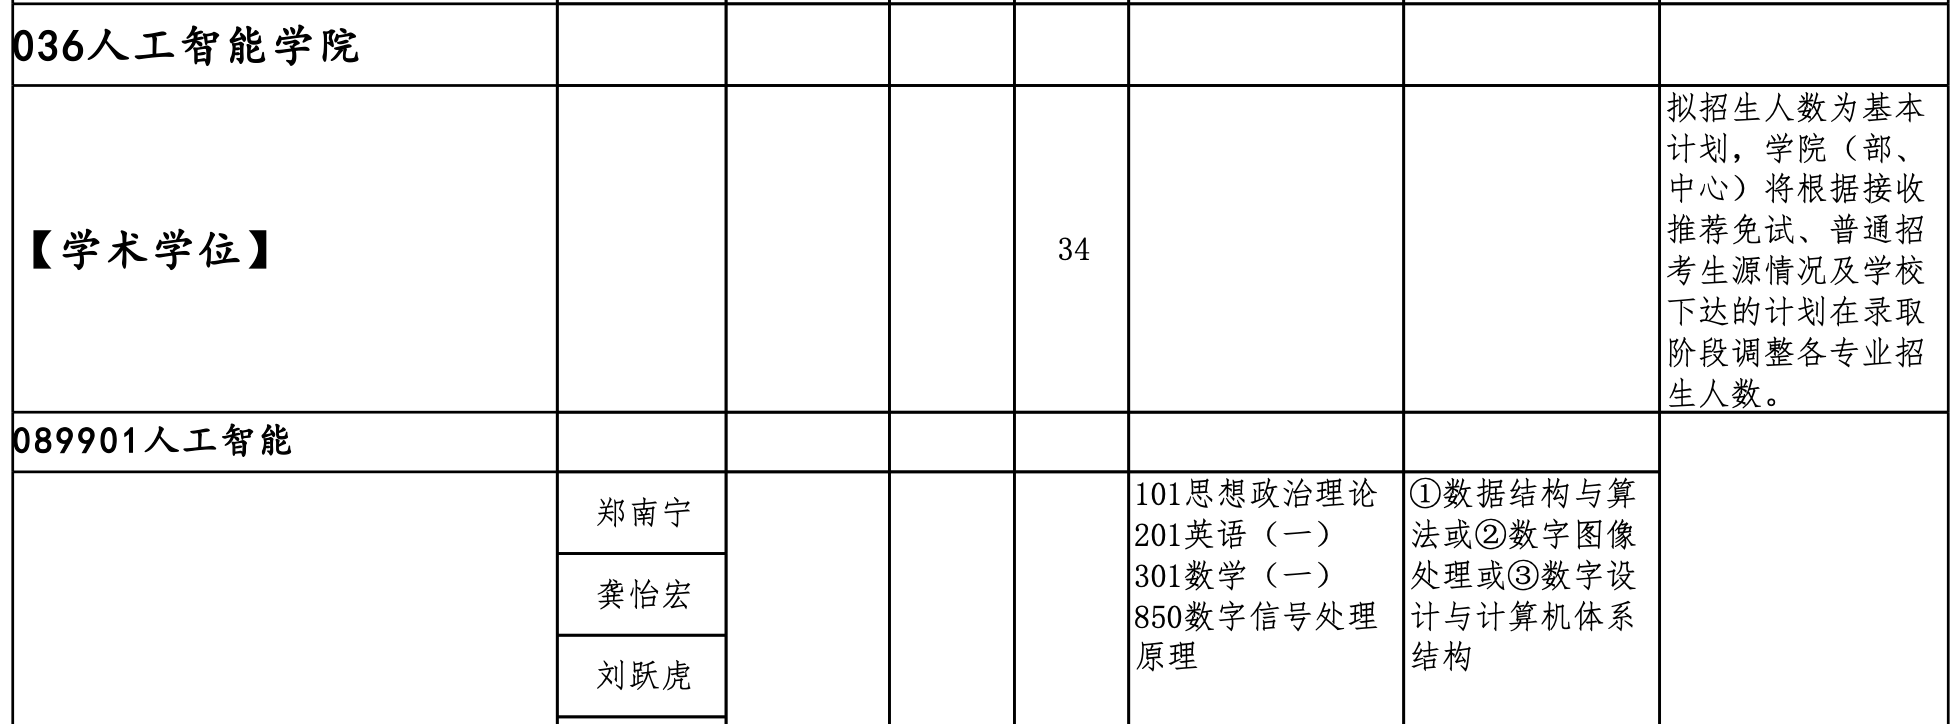 036人工智能学院
【学术学位】
34
拟招生人数为基本
计划，学院（部、
中心）将根据接收
推荐免试、普通招
考生源情况及学校
下达的计划在录取
阶段调整各专业招
生人数。
089901人工智能
郑南宁
龚怡宏
刘跃虎
101思想政治理论
201英语（一）
301数学（一）
850数字信号处理
原理
①数据结构与算
法或②数字图像
处理或③数字设
计与计算机体系
结构